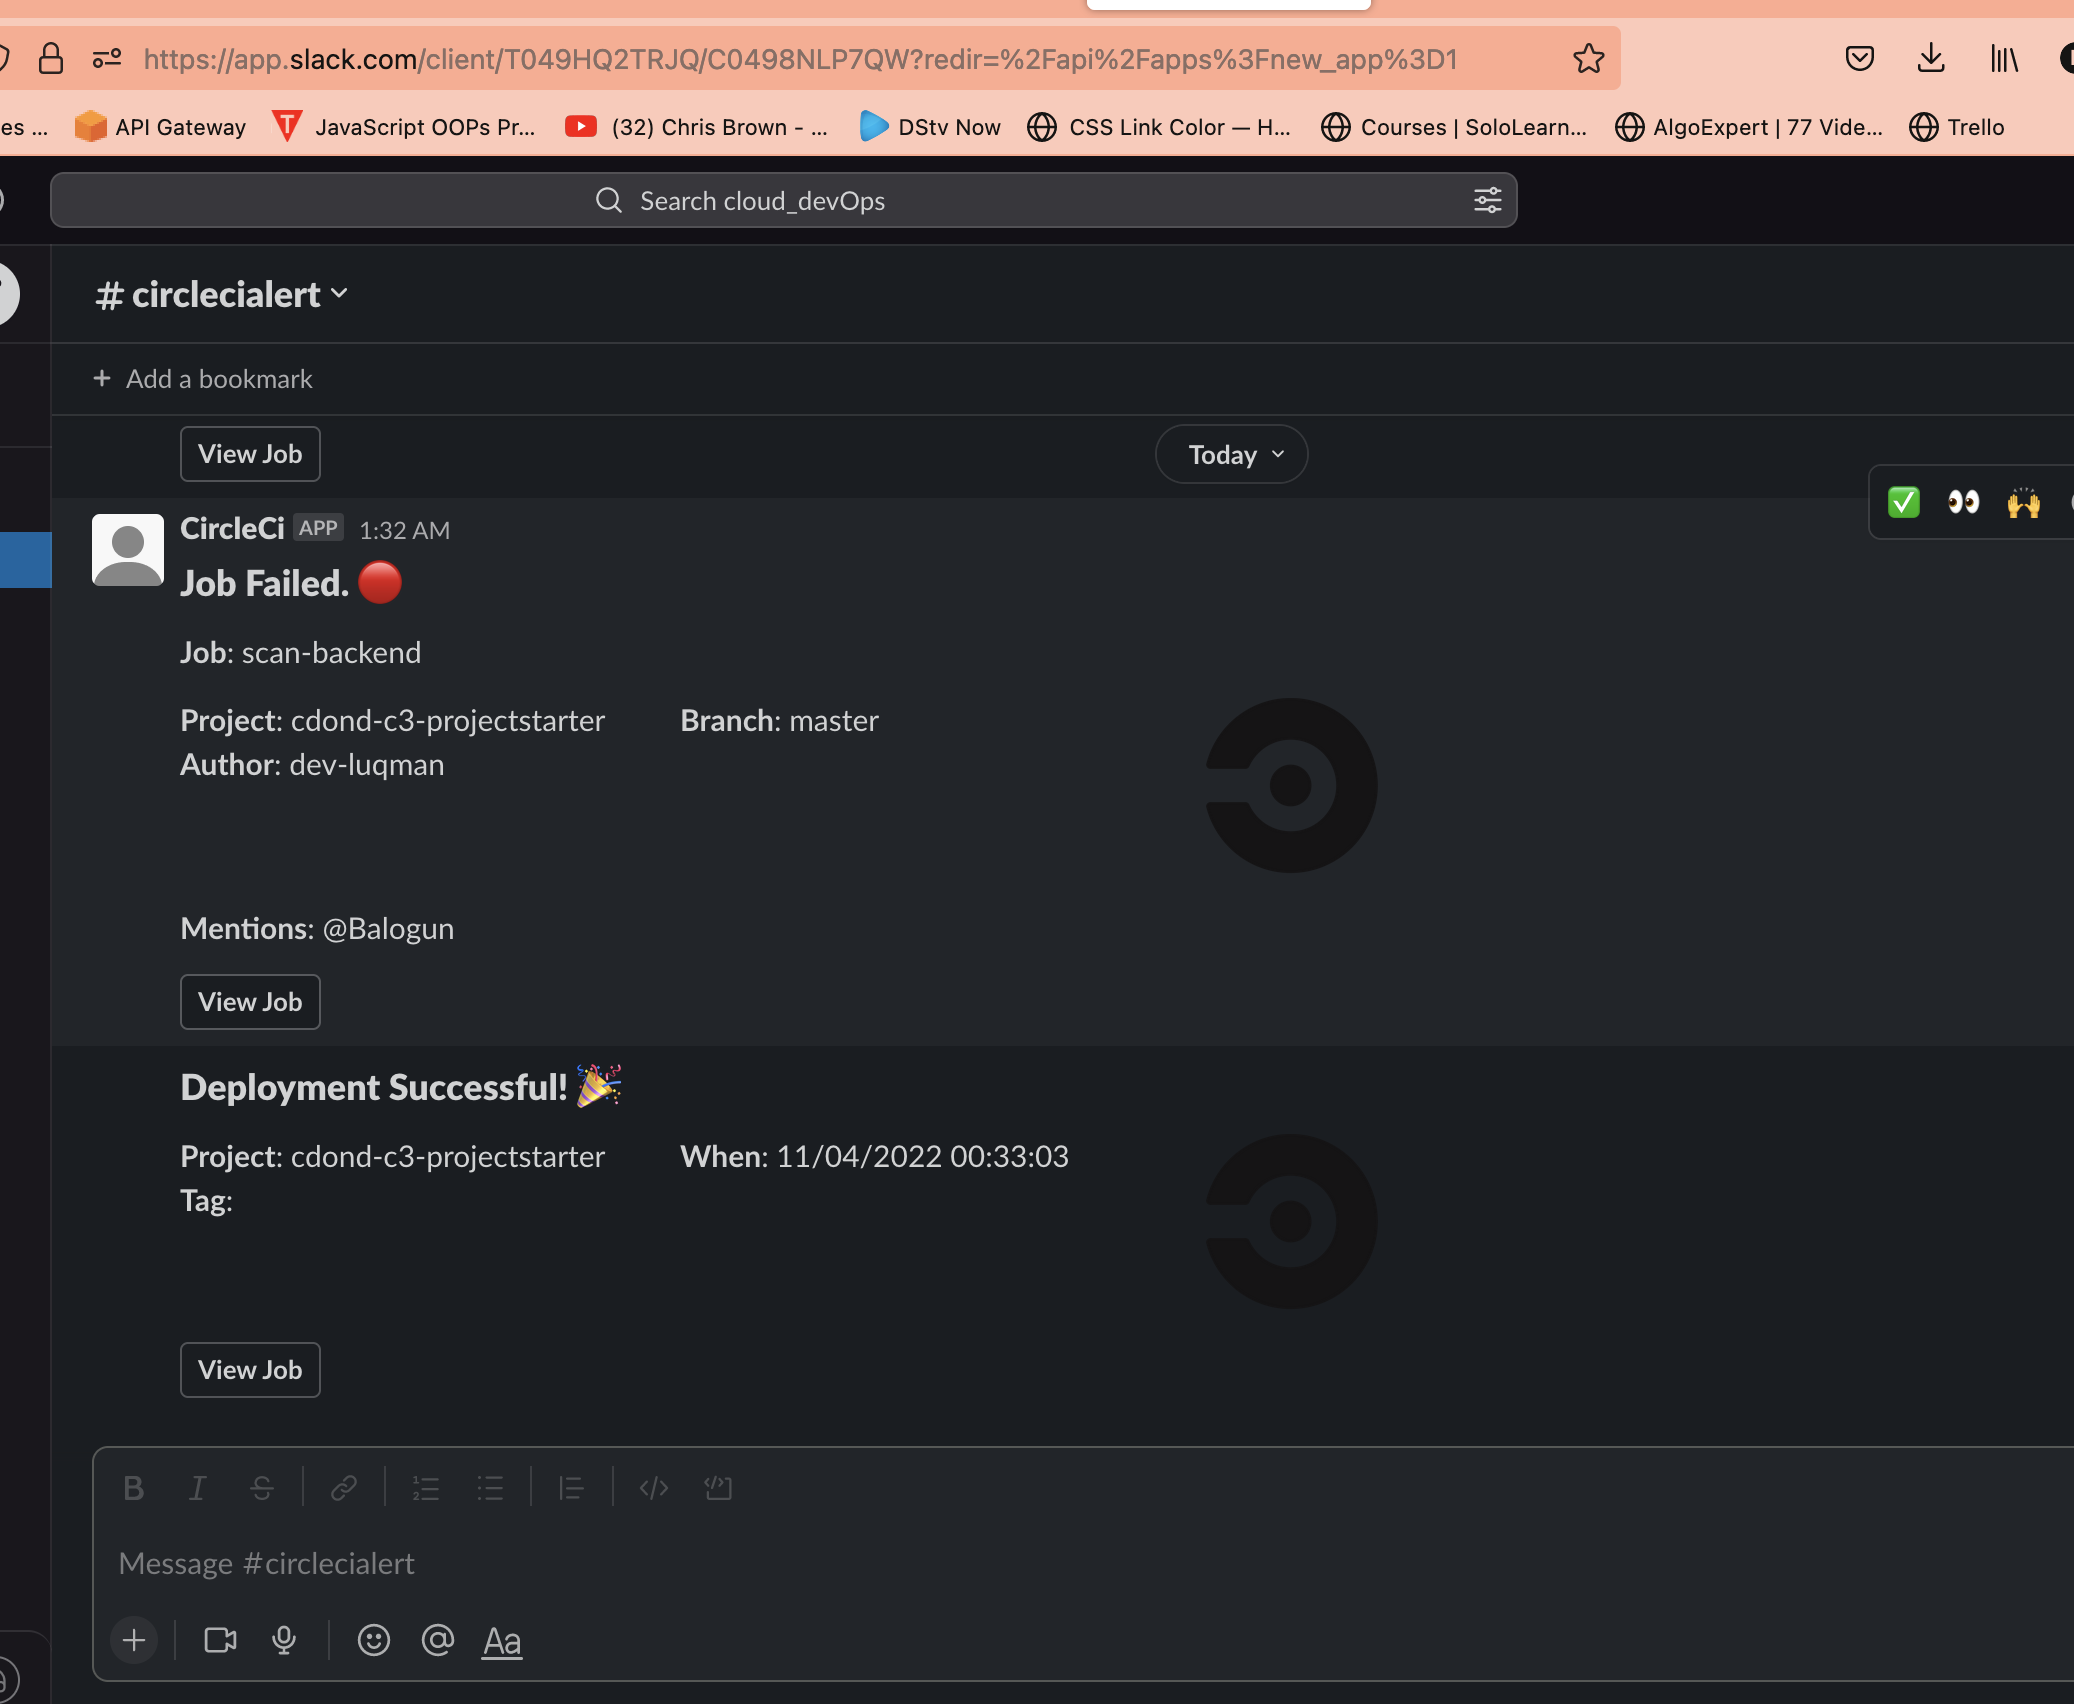 https://app.slack.com/client/T049HQ2TRJQ/C0498NLP7QW?redir=%2Fapi%2Fapps%3Fnew_app%3D1
es ... API Gateway JavaScript OOPs Pr... (32) Chris Brown - ... DStv Now CSS Link Color — H... Courses | SoloLearn... AlgoExpert | 77 Vide... Trello
Search cloud_devOps
# circlecialert
+ Add a bookmark
View Job
Today
CircleCi APP 1:32 AM
Job Failed. 🔴
Job: scan-backend
Project: cdond-c3-projectstarter Branch: master
Author: dev-luqman
Mentions: @Balogun
View Job
Deployment Successful! 🎉
Project: cdond-c3-projectstarter When: 11/04/2022 00:33:03
Tag:
View Job
Message #circlecialert
Aa